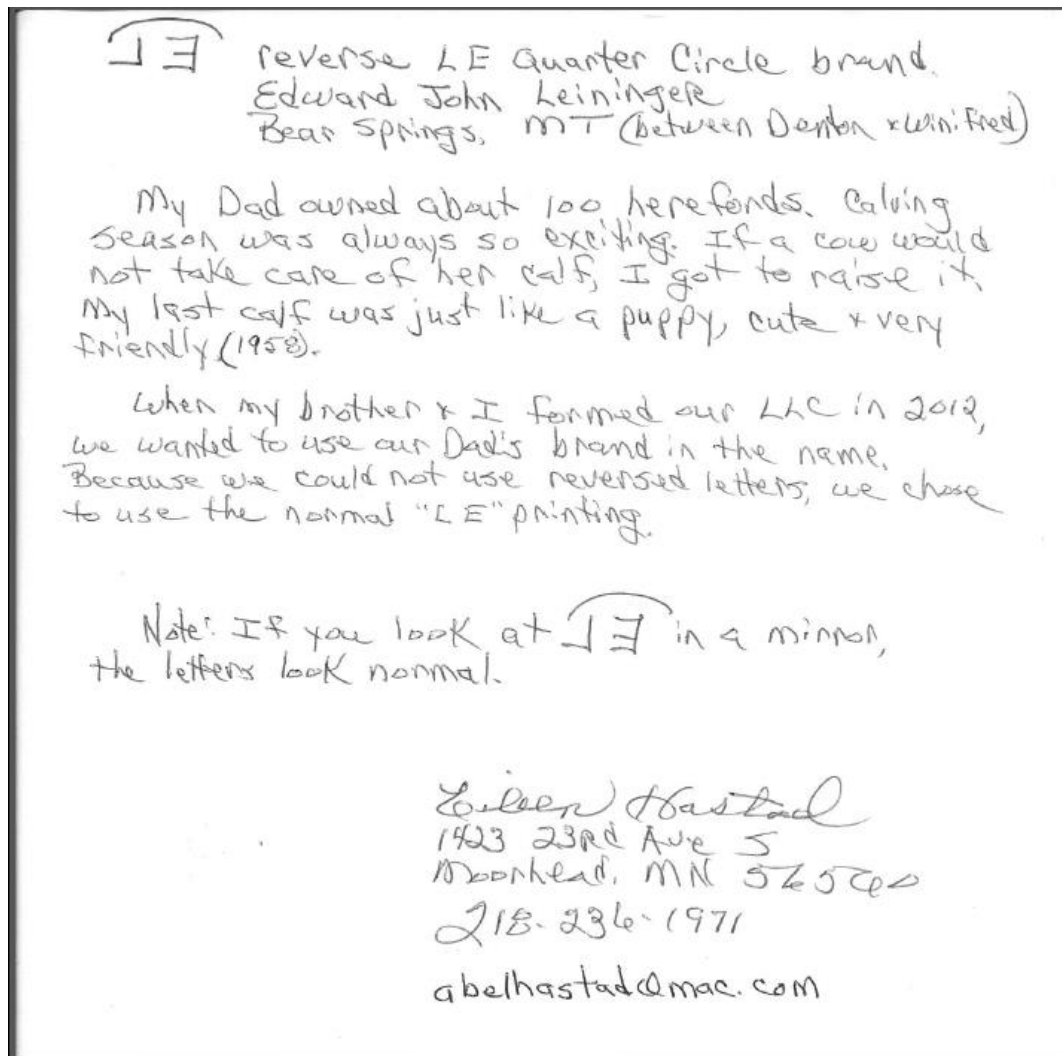 reverse LE Quarter Circle brand.
Edward John Leininger
Bear Springs, MT (between Denton & Winifred)
My Dad owned about 100 herefords. Calving
season was always so exciting. If a cow would
not take care of her calf, I got to raise it.
My last calf was just like a puppy, cute & very
friendly (1958).
When my brother & I formed our LLC in 2012,
we wanted to use our Dad's brand in the name.
Because we could not use reversed letters, we chose
to use the normal "LE" printing.
Note: If you look at ⅃Ǝ in a mirror,
the letters look normal.
Eileen Hastad
1423 23rd Ave S
Moorhead, MN 56560
218-236-1971
abelhastad@mac.com